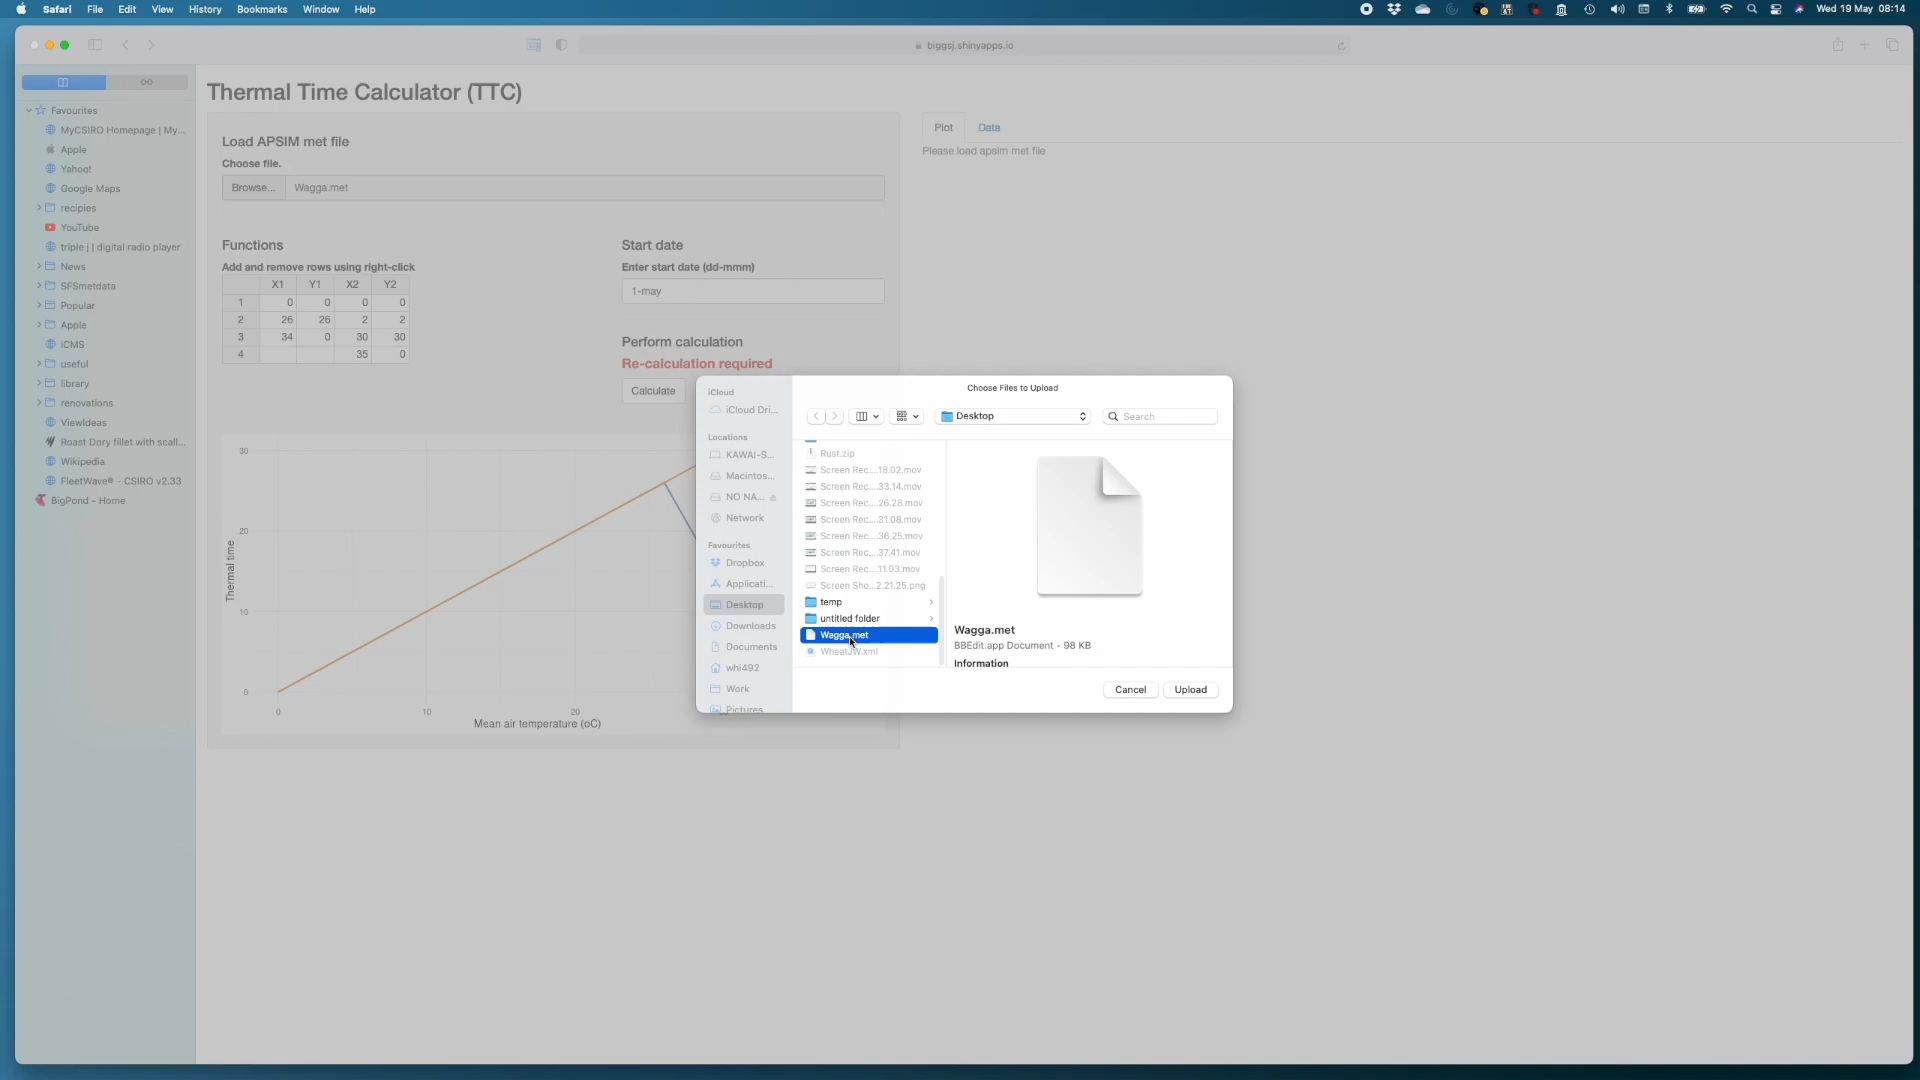 Safari File Edit View History Bookmarks Window Help
Wed 19 May 08:14
biggsj.shinyapps.io
Favourites
MyCSIRO Homepage | My...
Apple
Yahoo!
Google Maps
recipies
YouTube
triple j | digital radio player
News
SFSmetdata
Popular
Apple
iCMS
useful
library
renovations
ViewIdeas
Roast Dory fillet with scall...
Wikipedia
FleetWave® - CSIRO v2.33
BigPond - Home
Thermal Time Calculator (TTC)
Load APSIM met file
Choose file.
Browse... Wagga.met
Functions
Add and remove rows using right-click
X1 Y1 X2 Y2
1 0 0 0 0
2 26 26 2 2
3 34 0 30 30
4 35 0
Start date
Enter start date (dd-mmm)
1-may
Perform calculation
Re-calculation required
Calculate
30
20
10
0
Thermal time
0 10 20
Mean air temperature (oC)
Plot Data
Please load apsim met file
Choose Files to Upload
Desktop
Search
iCloud
iCloud Dri...
Locations
KAWAI-S...
Macintos...
NO NA...
Network
Favourites
Dropbox
Applicati...
Desktop
Downloads
Documents
whi492
Work
Pictures
Rust.zip
Screen Rec....18.02.mov
Screen Rec....33.14.mov
Screen Rec....26.28.mov
Screen Rec....31.08.mov
Screen Rec....36.25.mov
Screen Rec....37.41.mov
Screen Rec....11.03.mov
Screen Sho...2.21.25.png
temp
untitled folder
Wagga.met
WheatJW.xml
Wagga.met
BBEdit.app Document - 98 KB
Information
Cancel Upload